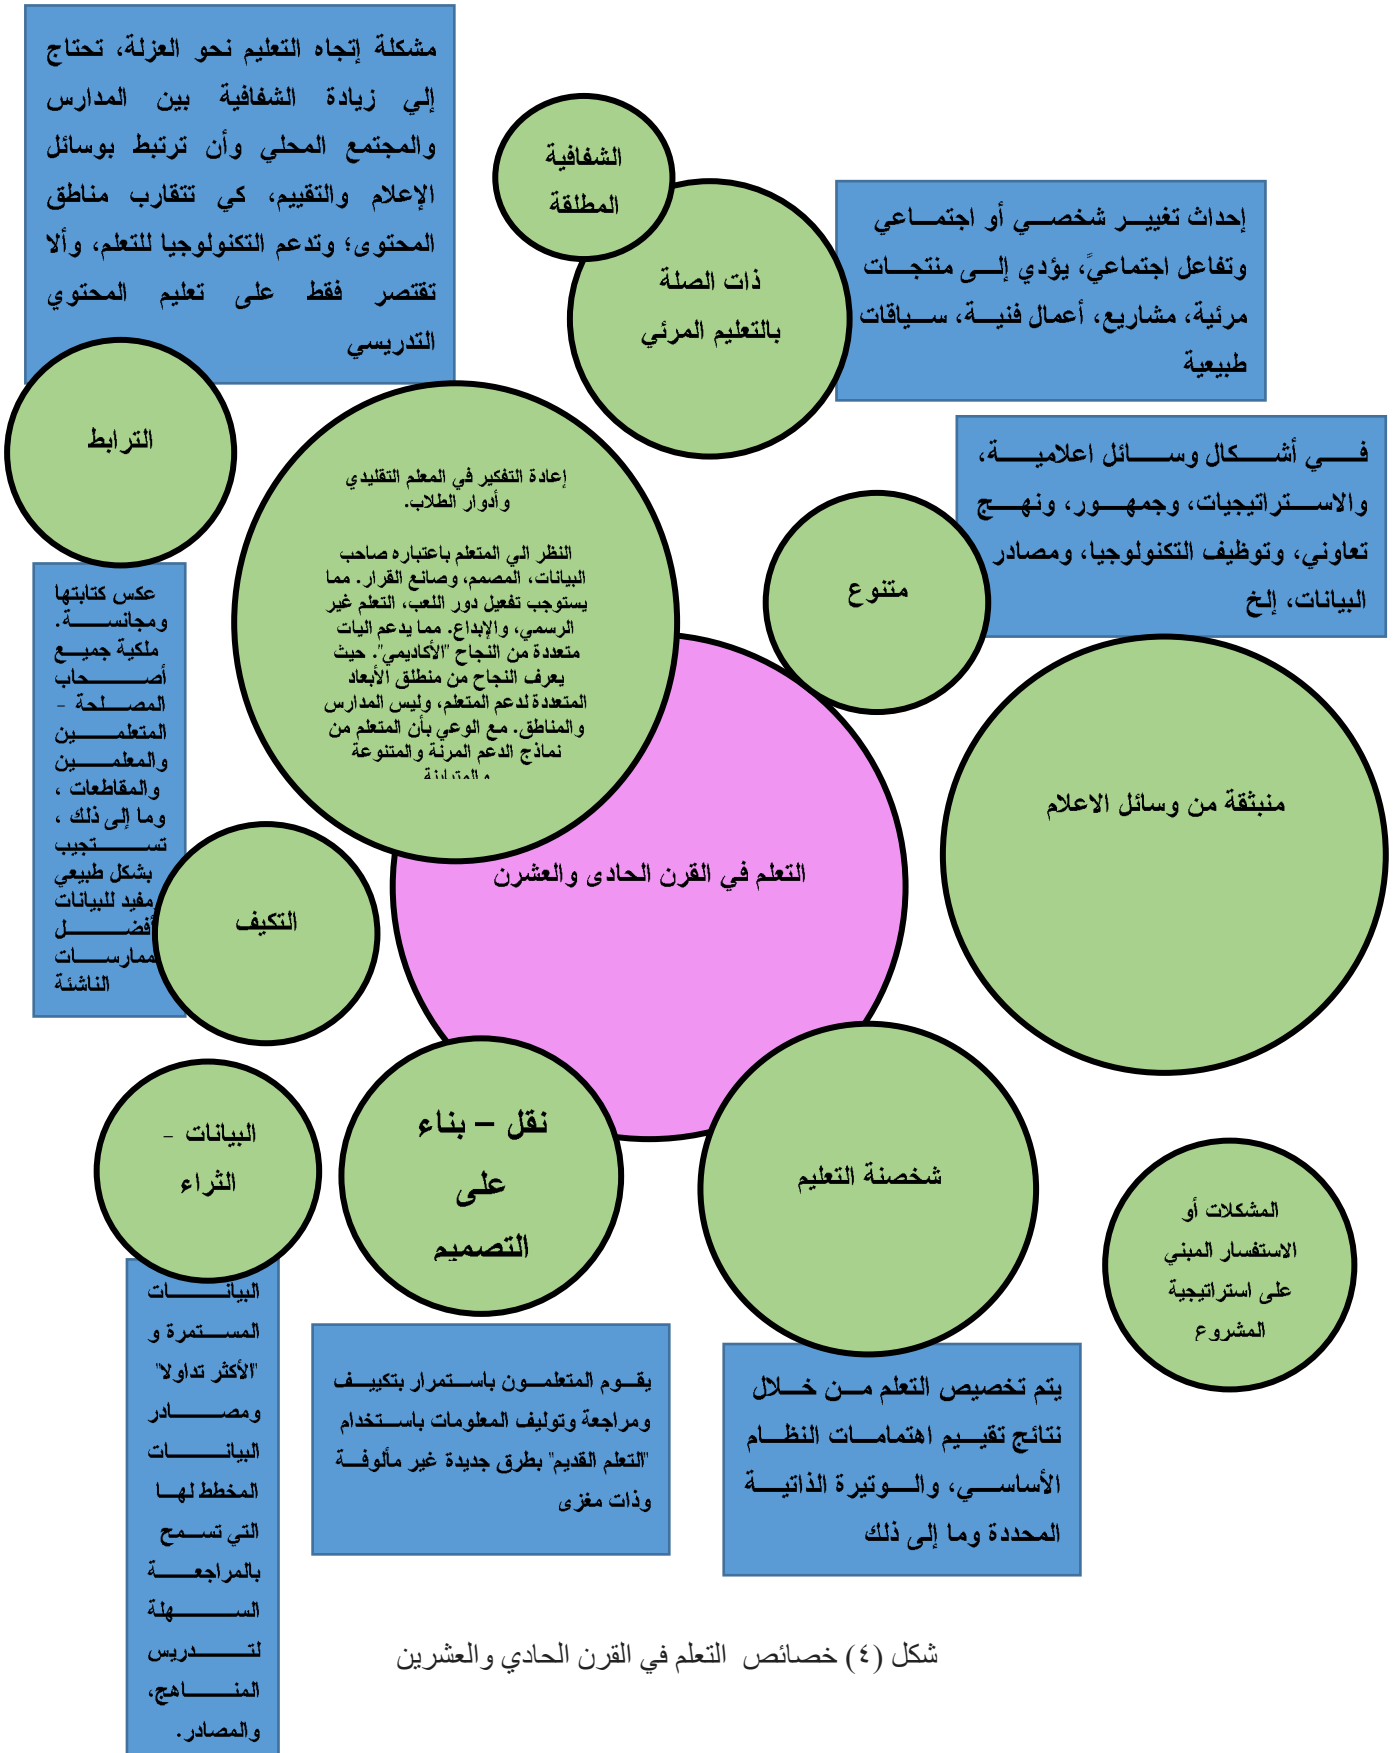 مشكلة إتجاه التعليم نحو العزلة، تحتاج
إلي زيادة الشفافية بين المدارس
والمجتمع المحلي وأن ترتبط بوسائل
الإعلام والتقييم، كي تتقارب مناطق
المحتوى؛ وتدعم التكنولوجيا للتعلم، وألا
تقتصر فقط على تعليم المحتوي
التدريسي
الشفافية
المطلقة
ذات الصلة
بالتعليم المرئي
إحداث تغيير شخصي أو اجتماعي
وتفاعل اجتماعيً، يؤدي إلى منتجات
مرئية، مشاريع، أعمال فنية، سياقات
طبيعية
الترابط
إعادة التفكير في المعلم التقليدي
وأدوار الطلاب.
النظر الي المتعلم باعتباره صاحب
البيانات، المصمم، وصانع القرار. مما
يستوجب تفعيل دور اللعب، التعلم غير
الرسمي، والإبداع. مما يدعم اليات
متعددة من النجاح "الأكاديمي". حيث
يعرف النجاح من منطلق الأبعاد
المتعددة لدعم المتعلم، وليس المدارس
والمناطق. مع الوعي بأن المتعلم من
نماذج الدعم المرنة والمتنوعة
في أشكال وسائل اعلامية،
والاستراتيجيات، وجمهور، ونهج
تعاوني، وتوظيف التكنولوجيا، ومصادر
البيانات، إلخ
متنوع
عكس كتابتها
ومجانسة.
ملكية جميع
أصحاب
المصلحة -
المتعلمين
والمعلمين
والمقاطعات ،
وما إلى ذلك ،
تستجيب
بشكل طبيعي
مفيد للبيانات
أفضل
ممارسات
الناشئة
منبثقة من وسائل الاعلام
التعلم في القرن الحادى والعشرن
التكيف
البيانات -
الثراء
نقل – بناء
على
التصميم
شخصنة التعليم
المشكلات أو
الاستفسار المبني
على استراتيجية
المشروع
البيانات
المستمرة و
"الأكثر تداولا"
ومصادر
البيانات
المخطط لها
التي تسمح
بالمراجعة
السهلة
لتدريس
المناهج،
والمصادر.
يقوم المتعلمون باستمرار بتكييف
ومراجعة وتوليف المعلومات باستخدام
"التعلم القديم" بطرق جديدة غير مألوفة
وذات مغزى
يتم تخصيص التعلم من خلال
نتائج تقييم اهتمامات النظام
الأساسي، والوتيرة الذاتية
المحددة وما إلى ذلك
شكل (٤) خصائص التعلم في القرن الحادي والعشرين